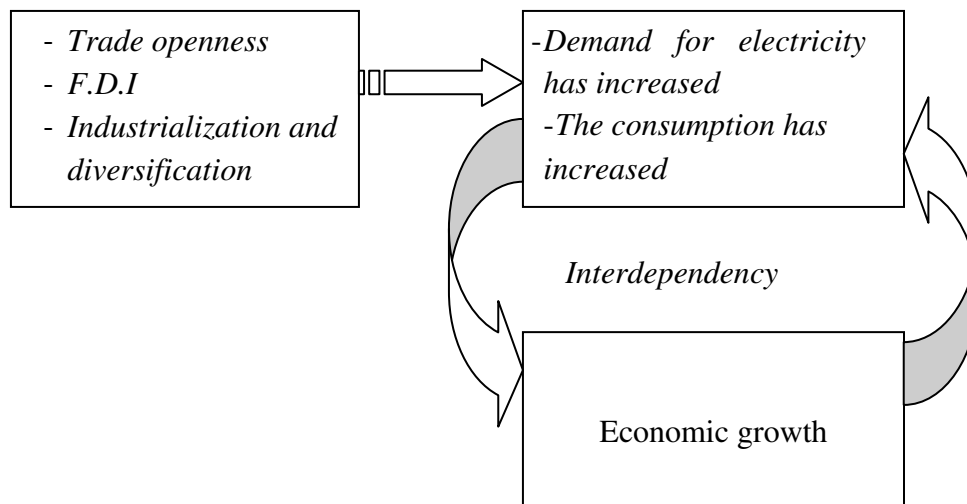 - Trade openness
- F.D.I
- Industrialization and
diversification
-Demand for electricity
has increased
-The consumption has
increased
Interdependency
Economic growth